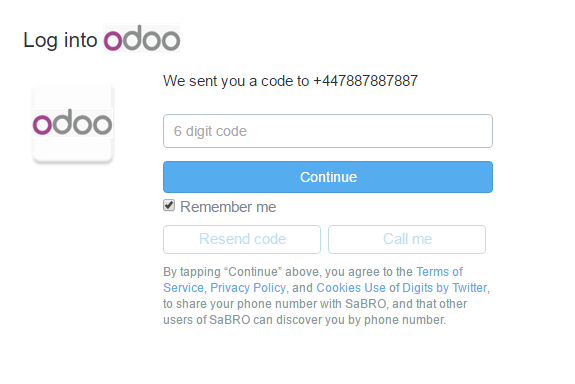 Log into odoo
We sent you a code to +447887887887
odoo
6 digit code
Continue
Remember me
Resend code Call me
By tapping “Continue” above, you agree to the Terms of
Service, Privacy Policy, and Cookies Use of Digits by Twitter,
to share your phone number with SaBRO, and that other
users of SaBRO can discover you by phone number.